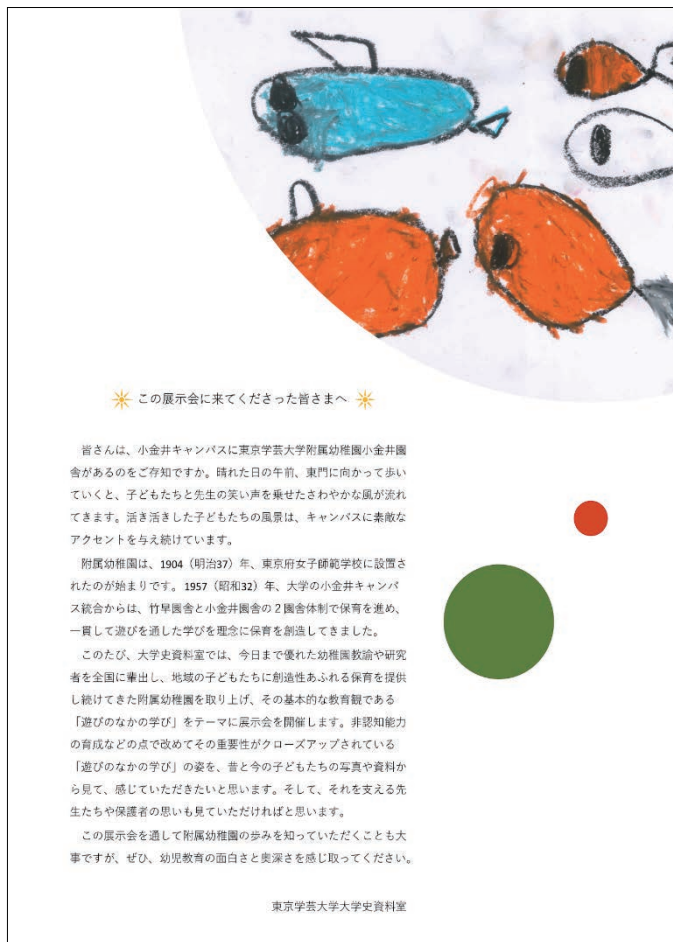 この展示会に来てくださった皆さまへ
皆さんは、小金井キャンパスに東京学芸大学附属幼稚園小金井園
舎があるのをご存知ですか。晴れた日の午前、東門に向かって歩い
ていくと、子どもたちと先生の笑い声を乗せたさわやかな風が流れ
てきます。活き活きした子どもたちの風景は、キャンパスに素敵な
アクセントを与え続けています。
附属幼稚園は、1904（明治37）年、東京府女子師範学校に設置さ
れたのが始まりです。1957（昭和32）年、大学の小金井キャンパ
ス統合からは、竹早園舎と小金井園舎の２園舎体制で保育を進め、
一貫して遊びを通した学びを理念に保育を創造してきました。
このたび、大学史資料室では、今日まで優れた幼稚園教諭や研究
者を全国に輩出し、地域の子どもたちに創造性あふれる保育を提供
し続けてきた附属幼稚園を取り上げ、その基本的な教育観である
「遊びのなかの学び」をテーマに展示会を開催します。非認知能力
の育成などの点で改めてその重要性がクローズアップされている
「遊びのなかの学び」の姿を、昔と今の子どもたちの写真や資料か
ら見て、感じていただきたいと思います。そして、それを支える先
生たちや保護者の思いも見ていただければと思います。
この展示会を通して附属幼稚園の歩みを知っていただくことも大
事ですが、ぜひ、幼児教育の面白さと奥深さを感じ取ってください。
東京学芸大学大学史資料室